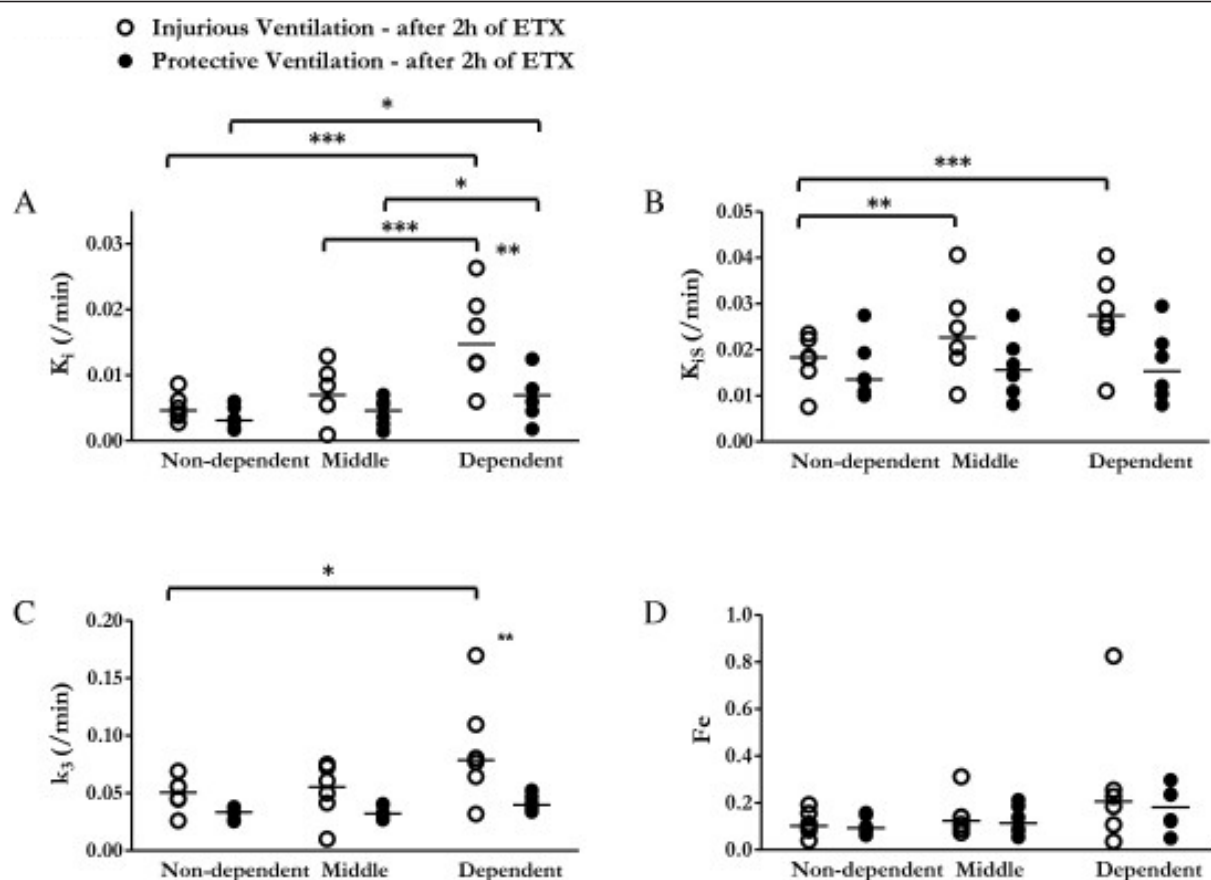 Injurious Ventilation - after 2h of ETX
Protective Ventilation - after 2h of ETX
A
*
***
*
***
**
K_i (/min)
0.03
0.02
0.01
0.00
Non-dependent Middle Dependent
B
***
**
K_iS (/min)
0.05
0.04
0.03
0.02
0.01
0.00
Non-dependent Middle Dependent
C
*
**
k_3 (/min)
0.20
0.15
0.10
0.05
0.00
Non-dependent Middle Dependent
D
Fe
1.0
0.8
0.6
0.4
0.2
0.0
Non-dependent Middle Dependent